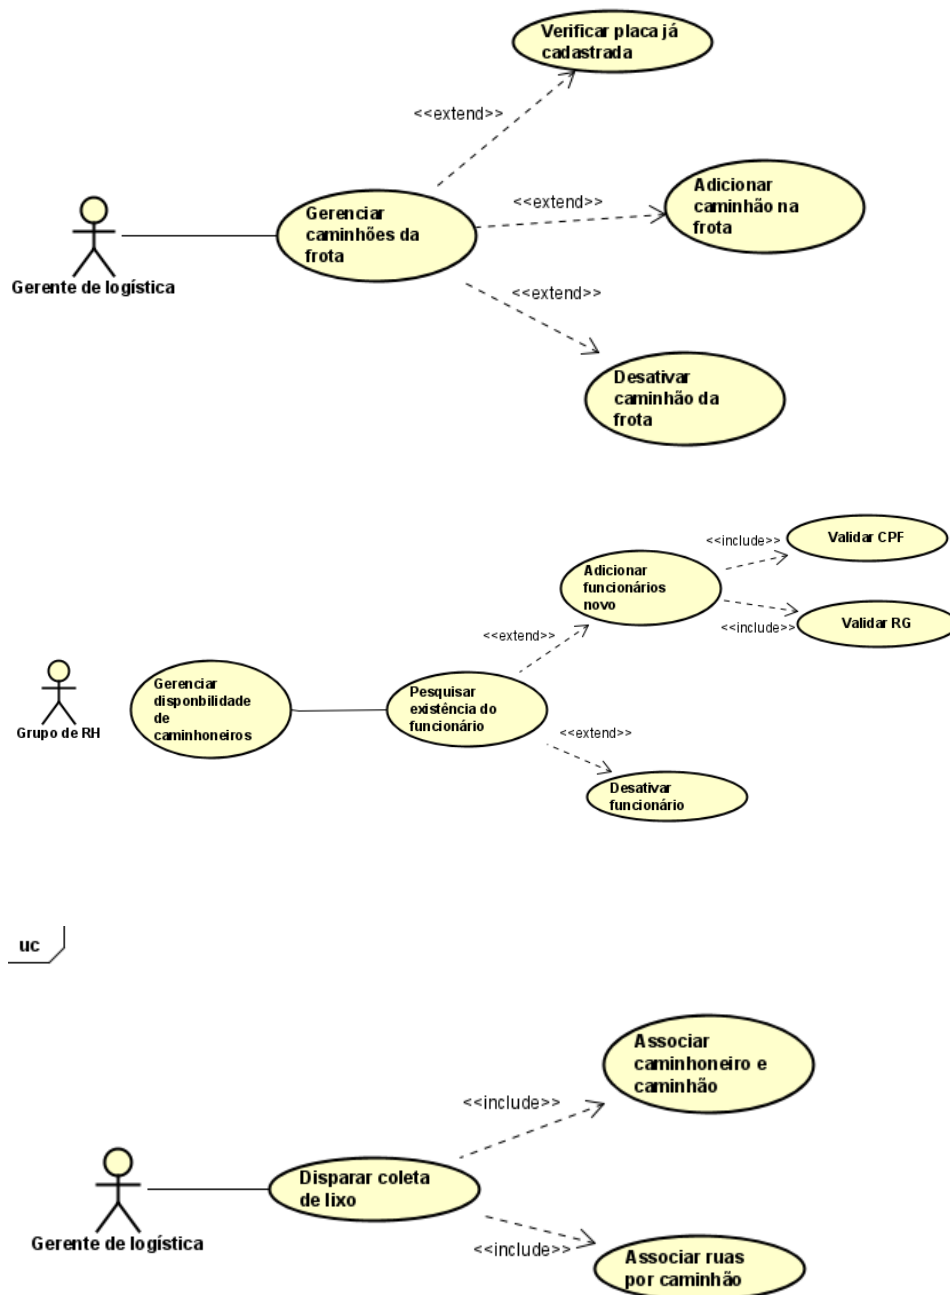 Verificar placa já
cadastrada
<<extend>>
Adicionar
caminhão na
frota
<<extend>>
Gerenciar
caminhões da
frota
Gerente de logística
<<extend>>
Desativar
caminhão da
frota
<<include>>
Validar CPF
Adicionar
funcionários
novo
<<include>>
Validar RG
<<extend>>
Grupo de RH
Gerenciar
disponbilidade
de
caminhoneiros
Pesquisar
existência do
funcionário
<<extend>>
Desativar
funcionário
uc
Associar
caminhoneiro e
caminhão
<<include>>
Disparar coleta
de lixo
Gerente de logística
<<include>>
Associar ruas
por caminhão